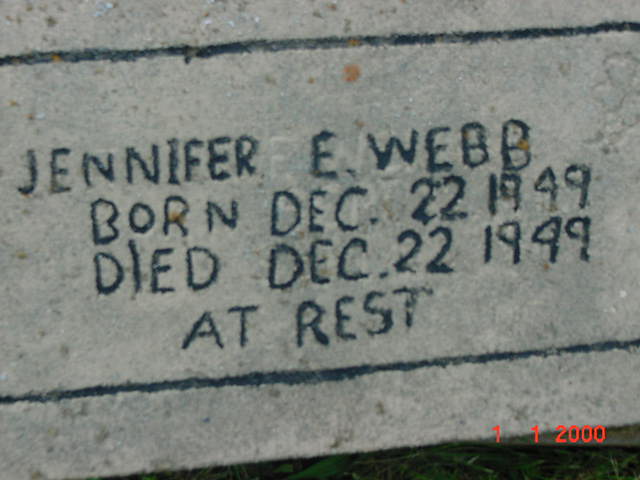 JENNIFER E. WEBB
BORN DEC. 22 1949
DIED DEC. 22 1949
AT REST
1 1 2000